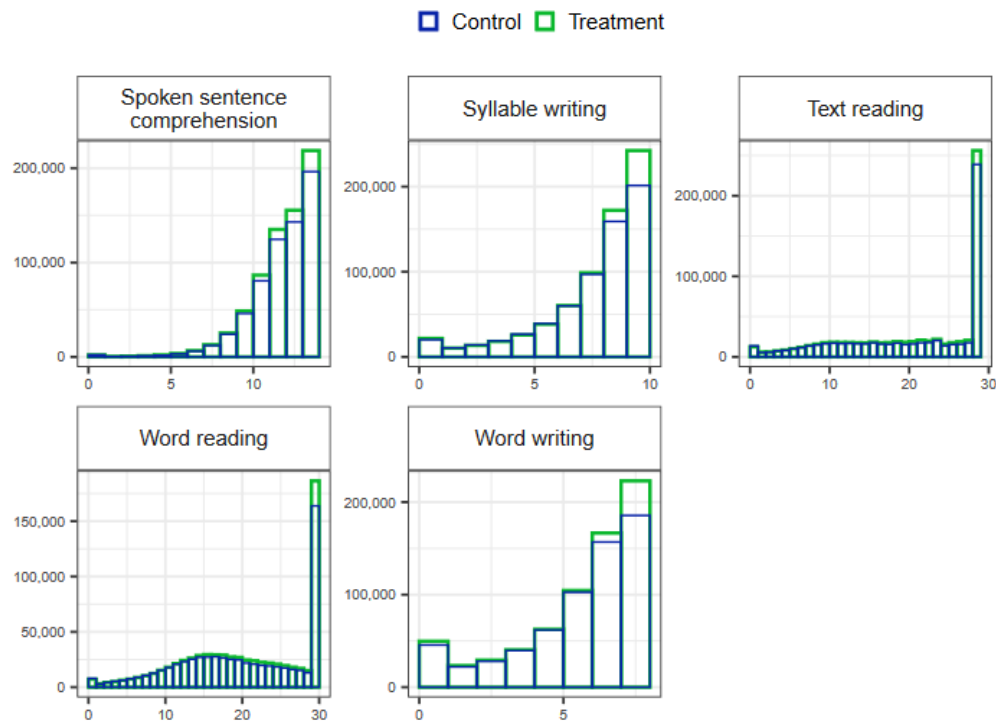 Control Treatment
Spoken sentence
comprehension
Syllable writing
Text reading
200,000
100,000
0
0 5 10
200,000
100,000
0
0 5 10
200,000
100,000
0
0 10 20 30
Word reading
Word writing
150,000
100,000
50,000
0
0 10 20 30
200,000
100,000
0
0 5